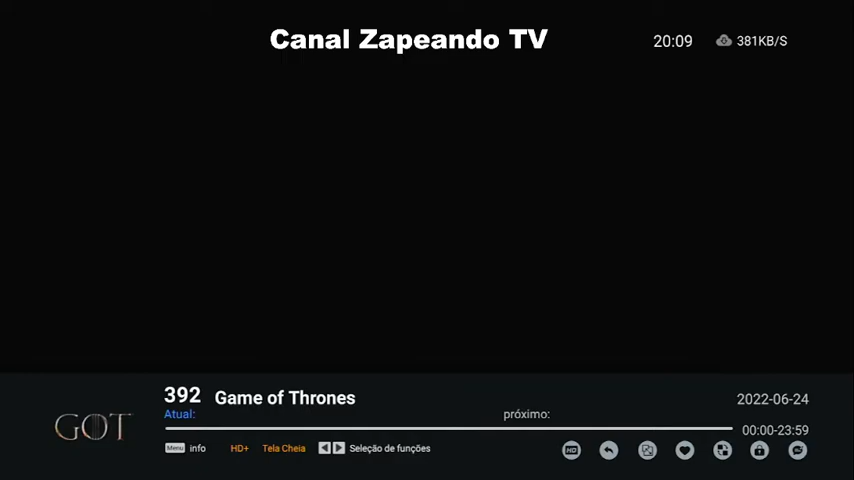 Canal Zapeando TV
20:09 381KB/S
392 Game of Thrones 2022-06-24
GOT
Atual: próximo:
00:00-23:59
Menu info HD+ Tela Cheia Seleção de funções
HD